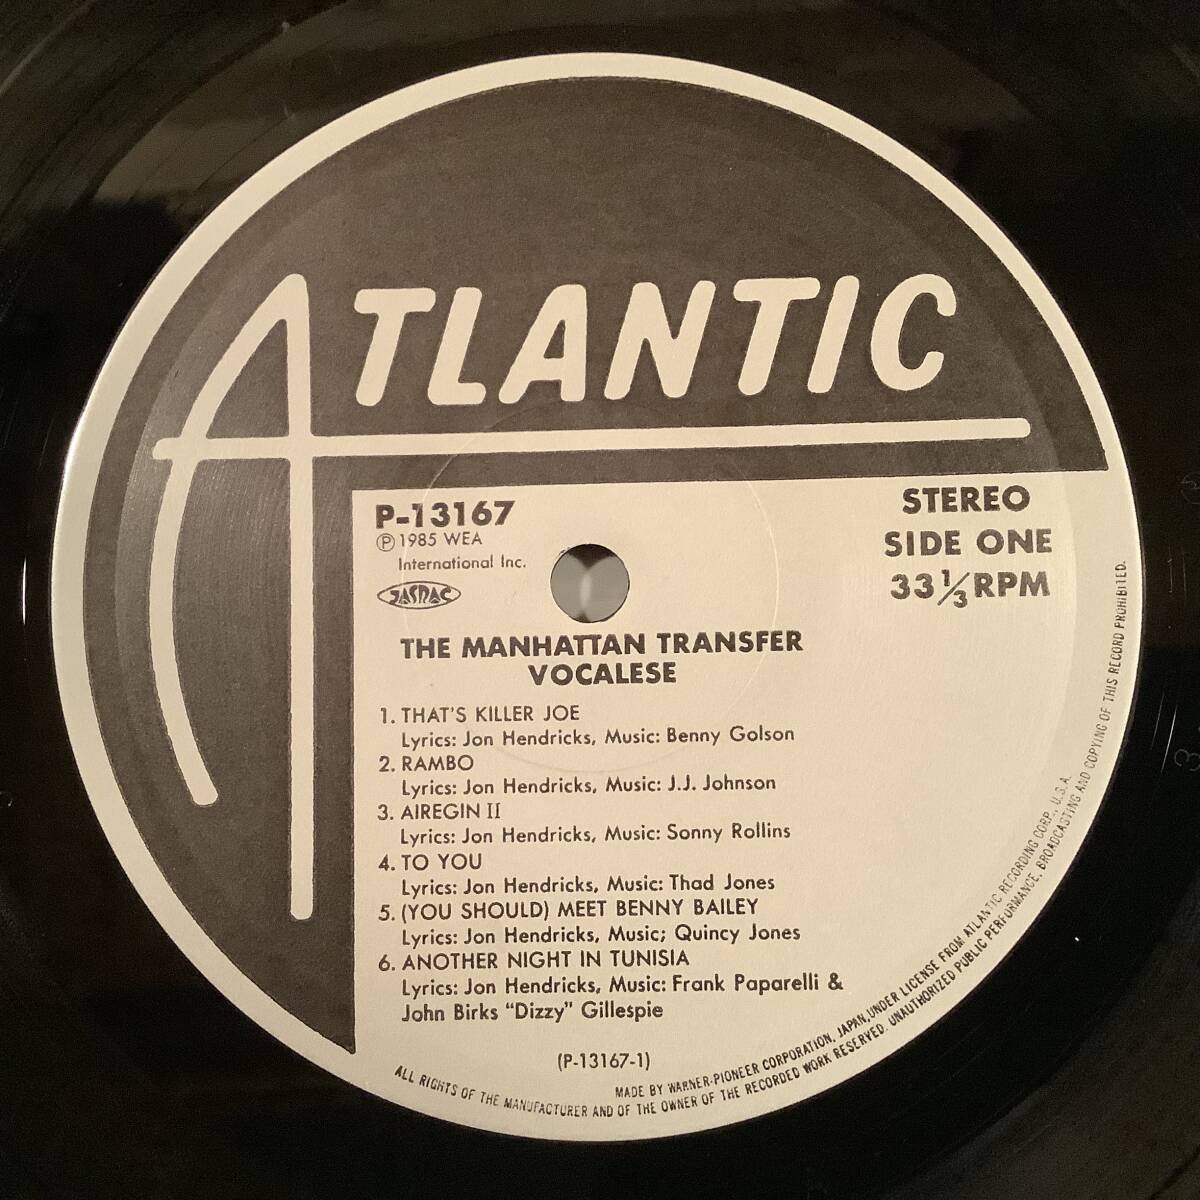 ATLANTIC
P-13167
STEREO
℗1985 WEA
SIDE ONE
International Inc.
33 1/3 RPM
JASRAC
THE MANHATTAN TRANSFER
VOCALESE
1. THAT'S KILLER JOE
Lyrics: Jon Hendricks, Music: Benny Golson
2. RAMBO
Lyrics: Jon Hendricks, Music: J.J. Johnson
3. AIREGIN II
Lyrics: Jon Hendricks, Music: Sonny Rollins
4. TO YOU
Lyrics: Jon Hendricks, Music: Thad Jones
5. (YOU SHOULD) MEET BENNY BAILEY
Lyrics: Jon Hendricks, Music; Quincy Jones
6. ANOTHER NIGHT IN TUNISIA
Lyrics: Jon Hendricks, Music: Frank Paparelli &
John Birks "Dizzy" Gillespie
(P-13167-1)
MADE BY WARNER-PIONEER CORPORATION, JAPAN, UNDER LICENSE FROM ATLANTIC RECORDING CORP., U.S.A.
ALL RIGHTS OF THE MANUFACTURER AND OF THE OWNER OF THE RECORDED WORK RESERVED. UNAUTHORIZED PUBLIC PERFORMANCE, BROADCASTING AND COPYING OF THIS RECORD PROHIBITED.